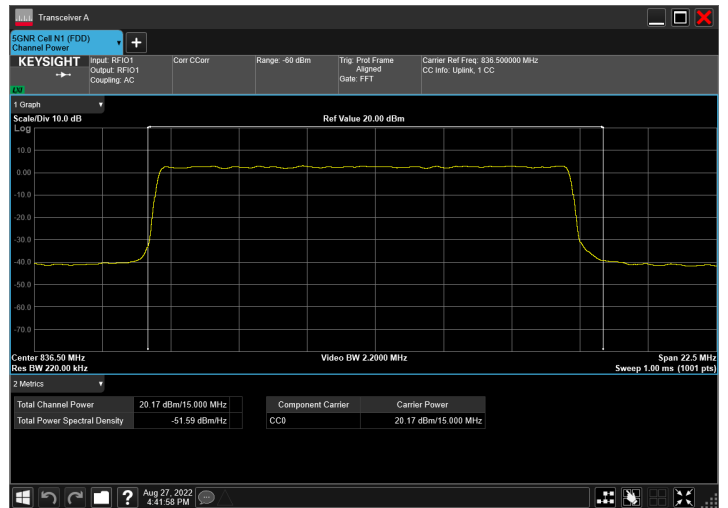 Transceiver A
5GNR Cell N1 (FDD)
Channel Power
KEYSIGHT
Input: RFIO1
Output: RFIO1
Coupling: AC
Corr CCorr
Range: -60 dBm
Trig: Prot Frame
Aligned
Gate: FFT
Carrier Ref Freq: 836.500000 MHz
CC Info: Uplink, 1 CC
LXI
1 Graph
Scale/Div 10.0 dB
Ref Value 20.00 dBm
Log
10.0
0.00
-10.0
-20.0
-30.0
-40.0
-50.0
-60.0
-70.0
Center 836.50 MHz
Video BW 2.2000 MHz
Span 22.5 MHz
Res BW 220.00 kHz
Sweep 1.00 ms (1001 pts)
2 Metrics
Total Channel Power 20.17 dBm/15.000 MHz
Total Power Spectral Density -51.59 dBm/Hz
Component Carrier Carrier Power
CC0 20.17 dBm/15.000 MHz
Aug 27, 2022
4:41:58 PM